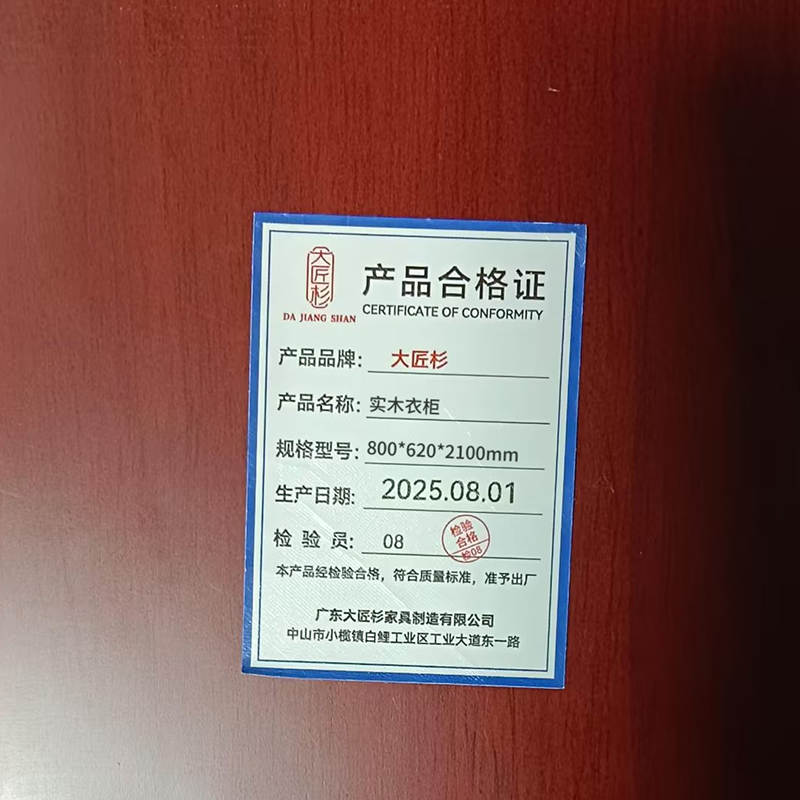 大匠杉
DA JIANG SHAN
产品合格证
CERTIFICATE OF CONFORMITY
产品品牌: 大匠杉
产品名称: 实木衣柜
规格型号: 800*620*2100mm
生产日期: 2025.08.01
检 验 员: 08
检验
合格
检08
本产品经检验合格，符合质量标准，准予出厂
广东大匠杉家具制造有限公司
中山市小榄镇白鲤工业区工业大道东一路